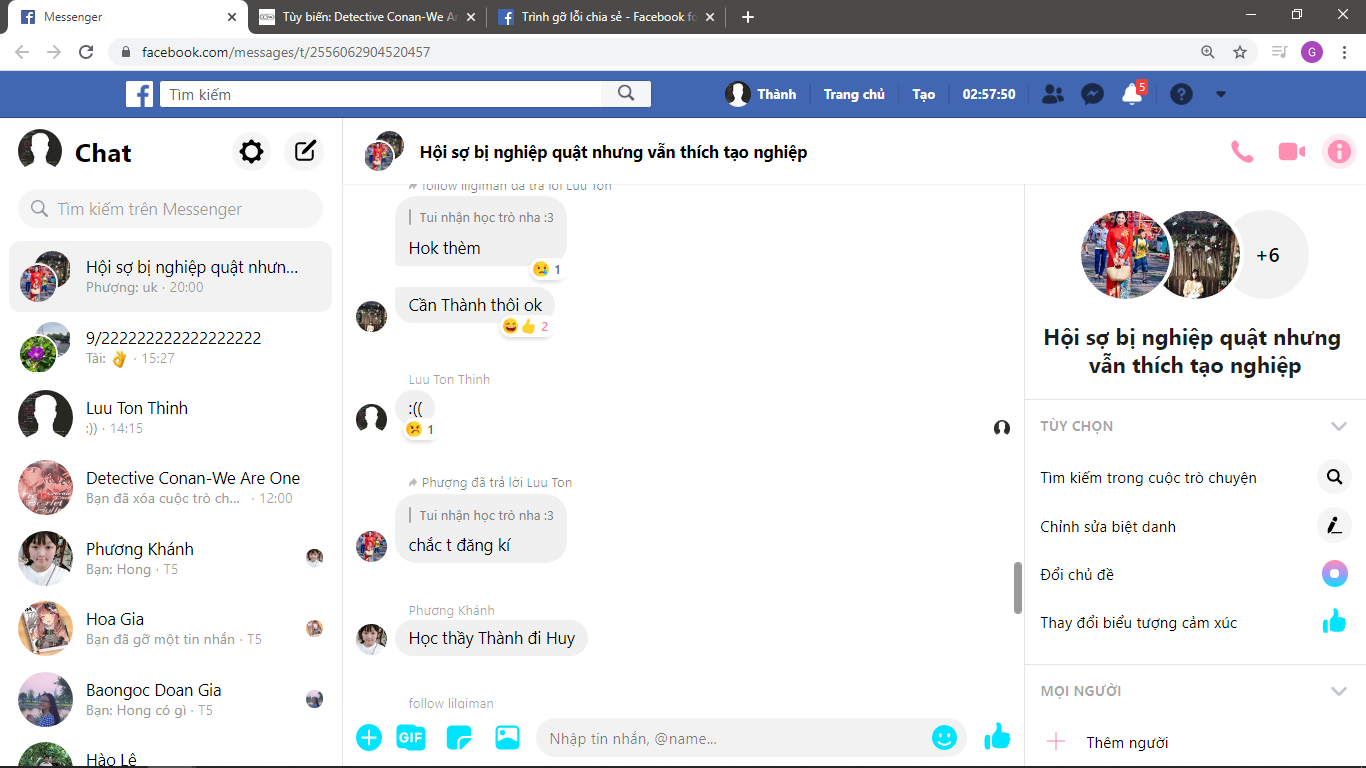 Messenger
Tùy biến: Detective Conan-We Ar
Trình gỡ lỗi chia sẻ - Facebook fo
facebook.com/messages/t/2556062904520457
G
Tìm kiếm
Thành
Trang chủ
Tạo
02:57:50
5
Chat
Tìm kiếm trên Messenger
Hội sợ bị nghiệp quật nhưn...
Phượng: uk · 20:00
9/222222222222222222
Tài: 👌 · 15:27
Luu Ton Thinh
:)) · 14:15
Detective Conan-We Are One
Bạn đã xóa cuộc trò ch... · 12:00
Phương Khánh
Bạn: Hong · T5
Hoa Gia
Bạn đã gỡ một tin nhắn · T5
Baongoc Doan Gia
Bạn: Hong có gì · T5
Hào Lê
Hội sợ bị nghiệp quật nhưng vẫn thích tạo nghiệp
follow lilgiman đã trả lời Luu Ton
Tui nhận học trò nha :3
Hok thèm
1
Cần Thành thôi ok
2
Luu Ton Thinh
:((
1
Phượng đã trả lời Luu Ton
Tui nhận học trò nha :3
chắc t đăng kí
Phương Khánh
Học thầy Thành đi Huy
follow lilgiman
GIF
Nhập tin nhắn, @name...
+6
Hội sợ bị nghiệp quật nhưng
vẫn thích tạo nghiệp
TÙY CHỌN
Tìm kiếm trong cuộc trò chuyện
Chỉnh sửa biệt danh
Đổi chủ đề
Thay đổi biểu tượng cảm xúc
MỌI NGƯỜI
Thêm người